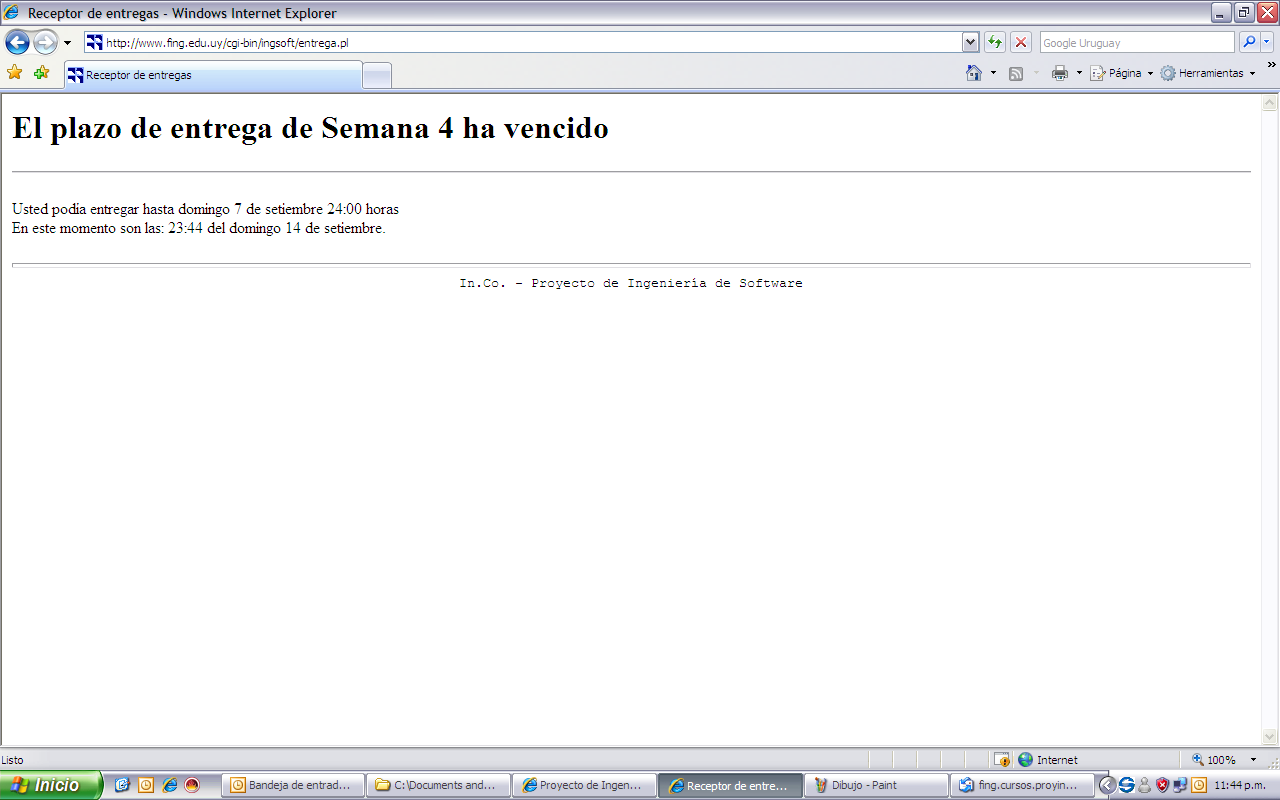 Receptor de entregas - Windows Internet Explorer
http://www.fing.edu.uy/cgi-bin/ingsoft/entrega.pl
Google Uruguay
Receptor de entregas
Página
Herramientas
El plazo de entrega de Semana 4 ha vencido
Usted podia entregar hasta domingo 7 de setiembre 24:00 horas
En este momento son las: 23:44 del domingo 14 de setiembre.
In.Co. - Proyecto de Ingeniería de Software
Listo
Internet
100%
Inicio
Bandeja de entrad...
C:\Documents and...
Proyecto de Ingen...
Receptor de entre...
Dibujo - Paint
fing.cursos.proyin...
11:44 p.m.